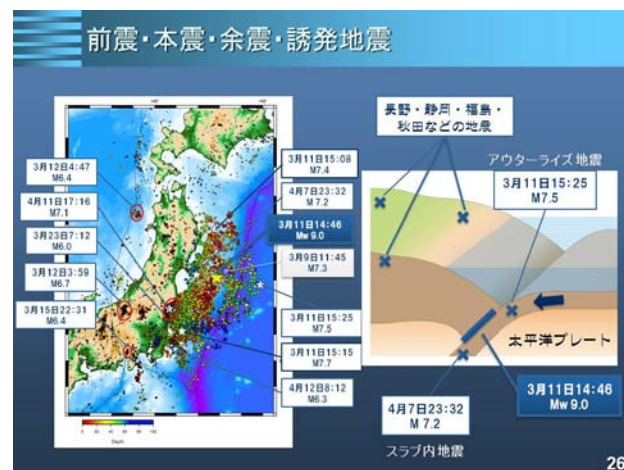 前震・本震・余震・誘発地震
3月12日4:47
M6.4
4月11日17:16
M7.1
3月23日7:12
M6.0
3月12日3:59
M6.7
3月15日22:31
M6.4
3月11日15:08
M7.4
4月7日23:32
M7.2
3月11日14:46
Mw 9.0
3月9日11:45
M7.3
3月11日15:25
M7.5
3月11日15:15
M7.7
4月12日8:12
M6.3
Depth
長野・静岡・福島・
秋田などの地震
アウターライズ地震
3月11日15:25
M7.5
太平洋プレート
3月11日14:46
Mw 9.0
4月7日23:32
M 7.2
スラブ内地震
26